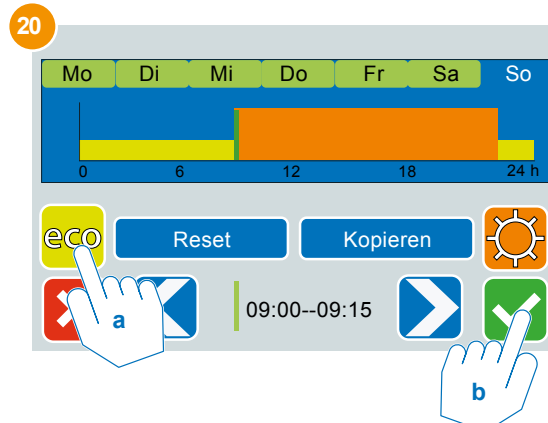 20
Mo Di Mi Do Fr Sa So
0 6 12 18 24 h
eco Reset Kopieren
a 09:00--09:15
b